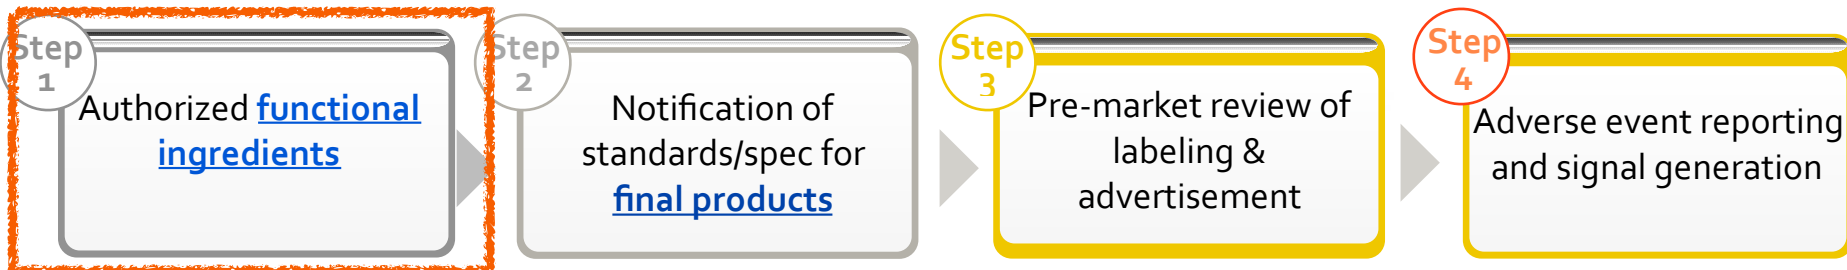 Step
1
Authorized functional
ingredients
Step
2
Notification of
standards/spec for
final products
Step
3
Pre-market review of
labeling &
advertisement
Step
4
Adverse event reporting
and signal generation